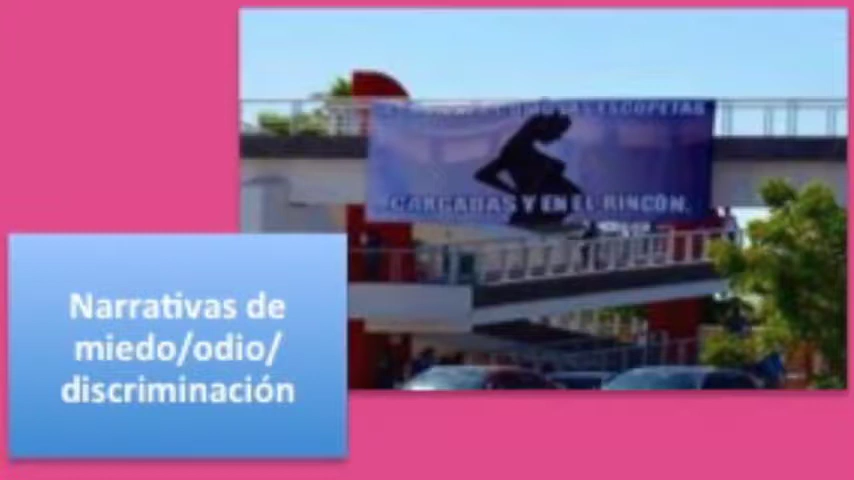 ESCOPETAS
CARGADAS Y EN EL RINCÓN.
Narrativas de
miedo/odio/
discriminación